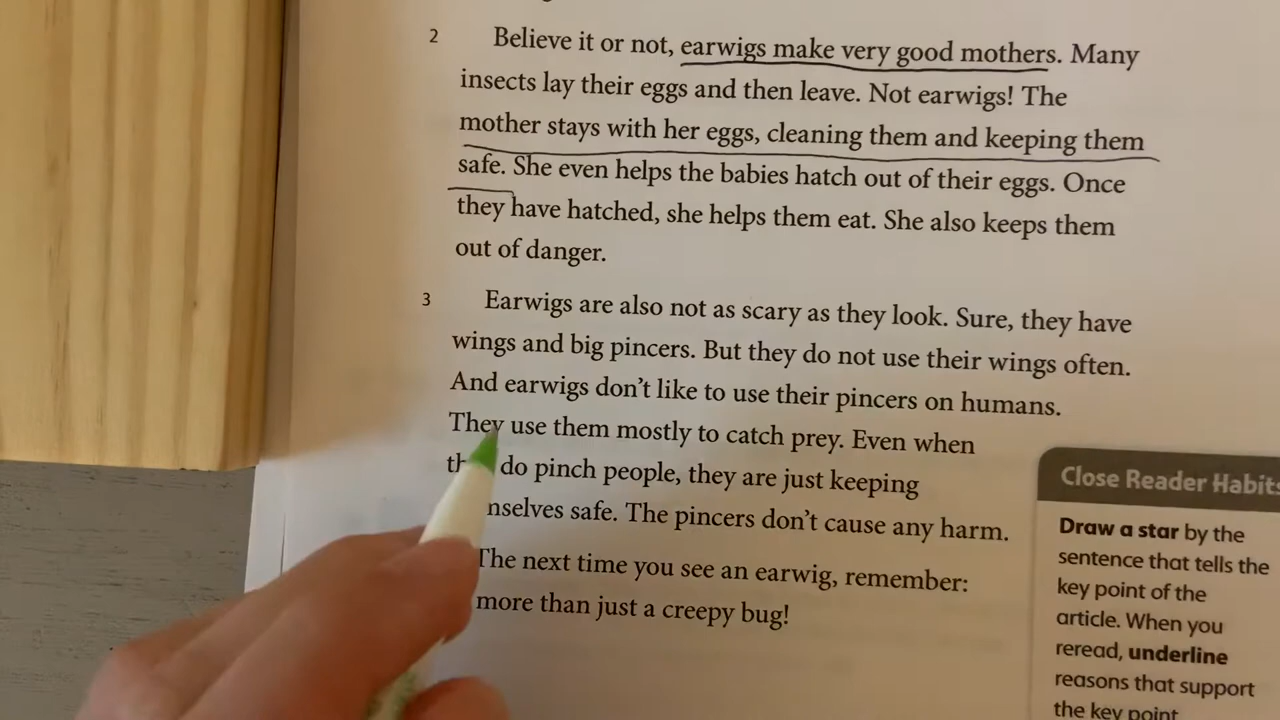 2
Believe it or not, earwigs make very good mothers. Many
insects lay their eggs and then leave. Not earwigs! The
mother stays with her eggs, cleaning them and keeping them
safe. She even helps the babies hatch out of their eggs. Once
they have hatched, she helps them eat. She also keeps them
out of danger.
3
Earwigs are also not as scary as they look. Sure, they have
wings and big pincers. But they do not use their wings often.
And earwigs don't like to use their pincers on humans.
They use them mostly to catch prey. Even when
do pinch people, they are just keeping
safe. The pincers don't cause any harm.
The next time you see an earwig, remember:
more than just a creepy bug!
Close Reader Habits
Draw a star by the
sentence that tells the
key point of the
article. When you
reread, underline
reasons that support
the key point